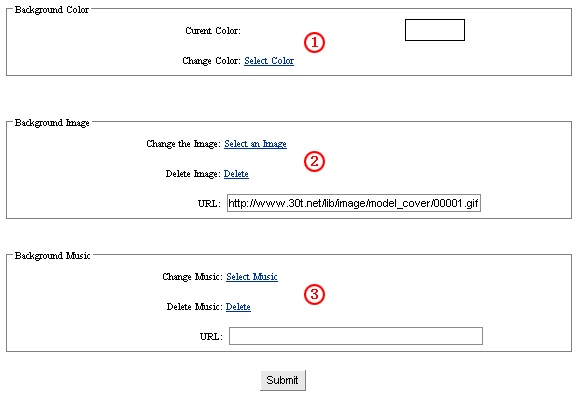 Background Color
Curent Color:
①
Change Color: Select Color
Background Image
Change the Image: Select an Image
②
Delete Image: Delete
URL: http://www.30t.net/lib/image/model_cover/00001.gif
Background Music
Change Music: Select Music
③
Delete Music: Delete
URL:
Submit